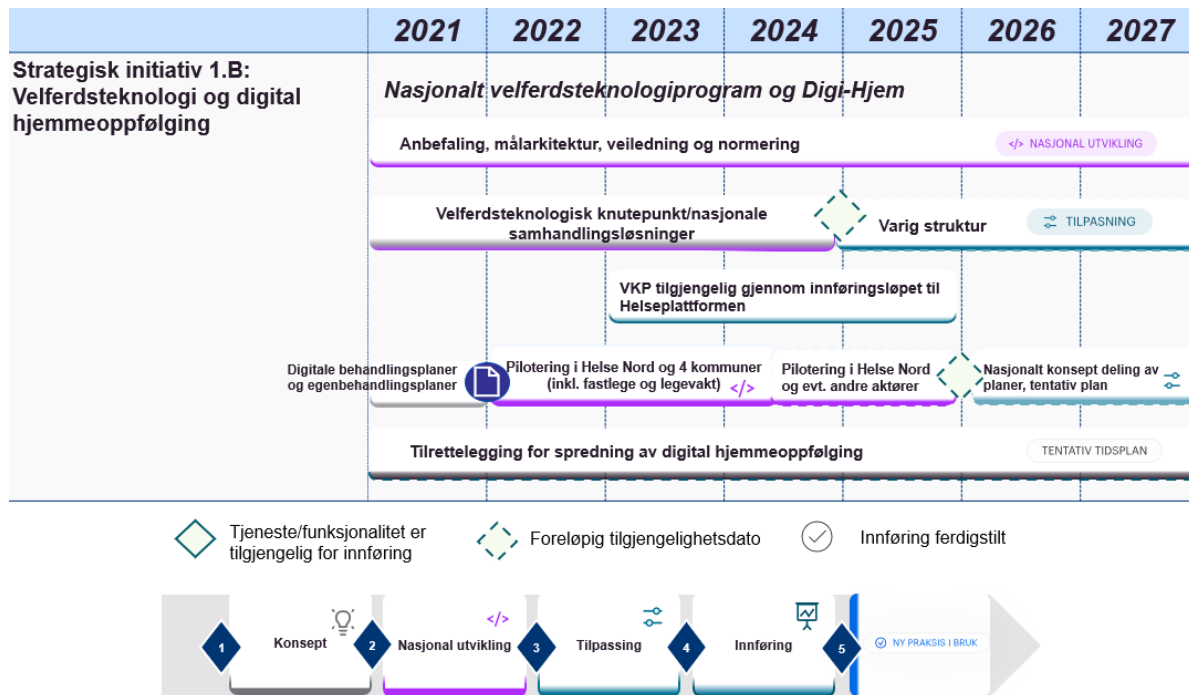 2021 2022 2023 2024 2025 2026 2027
Strategisk initiativ 1.B:
Velferdsteknologi og digital
hjemmeoppfølging
Nasjonalt velferdsteknologiprogram og Digi-Hjem
Anbefaling, målarkitektur, veiledning og normering
</> NASJONAL UTVIKLING
Velferdsteknologisk knutepunkt/nasjonale
samhandlingsløsninger
Varig struktur
TILPASNING
VKP tilgjengelig gjennom innføringsløpet til
Helseplattformen
Digitale behandlingsplaner
og egenbehandlingsplaner
Pilotering i Helse Nord og 4 kommuner
(inkl. fastlege og legevakt) </>
Pilotering i Helse Nord
og evt. andre aktører
Nasjonalt konsept deling av
planer, tentativ plan
Tilrettelegging for spredning av digital hjemmeoppfølging
TENTATIV TIDSPLAN
Tjeneste/funksjonalitet er
tilgjengelig for innføring
Foreløpig tilgjengelighetsdato
Innføring ferdigstilt
1
Konsept
2
</>
Nasjonal utvikling
3
Tilpassing
4
Innføring
5
NY PRAKSIS I BRUK